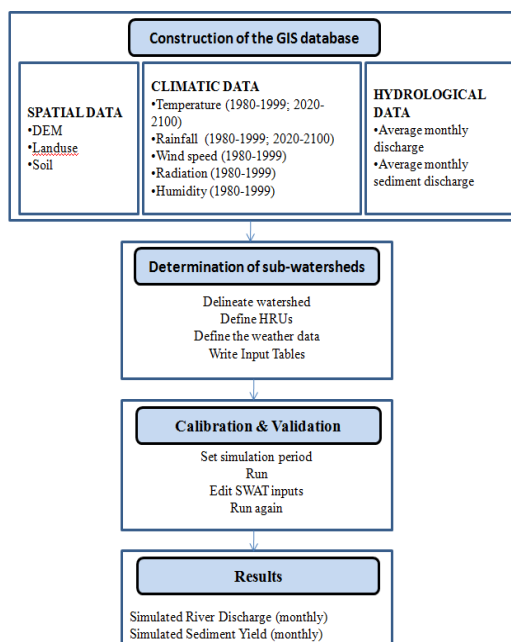 Construction of the GIS database
SPATIAL DATA
•DEM
•Landuse
•Soil
CLIMATIC DATA
•Temperature (1980-1999; 2020-
2100)
•Rainfall (1980-1999; 2020-2100)
•Wind speed (1980-1999)
•Radiation (1980-1999)
•Humidity (1980-1999)
HYDROLOGICAL
DATA
•Average monthly
discharge
•Average monthly
sediment discharge
Determination of sub-watersheds
Delineate watershed
Define HRUs
Define the weather data
Write Input Tables
Calibration & Validation
Set simulation period
Run
Edit SWAT inputs
Run again
Results
Simulated River Discharge (monthly)
Simulated Sediment Yield (monthly)